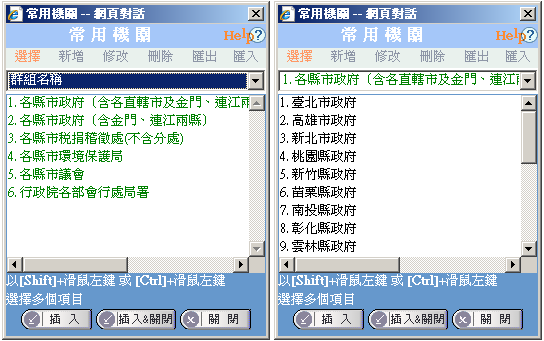 常用機關 -- 網頁對話
常用機關 Help?
選擇 新增 修改 刪除 匯出 匯入
群組名稱
1. 各縣市政府〔含各直轄市及金門、連江兩
2. 各縣市政府〔含金門、連江兩縣〕
3. 各縣市稅捐稽徵處(不含分處)
4. 各縣市環境保護局
5. 各縣市議會
6. 行政院各部會行處局署
以[Shift]+滑鼠左鍵 或 [Ctrl]+滑鼠左鍵
選擇多個項目
插 入 插入&關閉 關 閉
常用機關 -- 網頁對話
常用機關 Help?
選擇 新增 修改 刪除 匯出 匯入
1. 各縣市政府〔含各直轄市及金門、連江兩
1. 臺北市政府
2. 高雄市政府
3. 新北市政府
4. 桃園縣政府
5. 新竹縣政府
6. 苗栗縣政府
7. 南投縣政府
8. 彰化縣政府
9. 雲林縣政府
以[Shift]+滑鼠左鍵 或 [Ctrl]+滑鼠左鍵
選擇多個項目
插 入 插入&關閉 關 閉